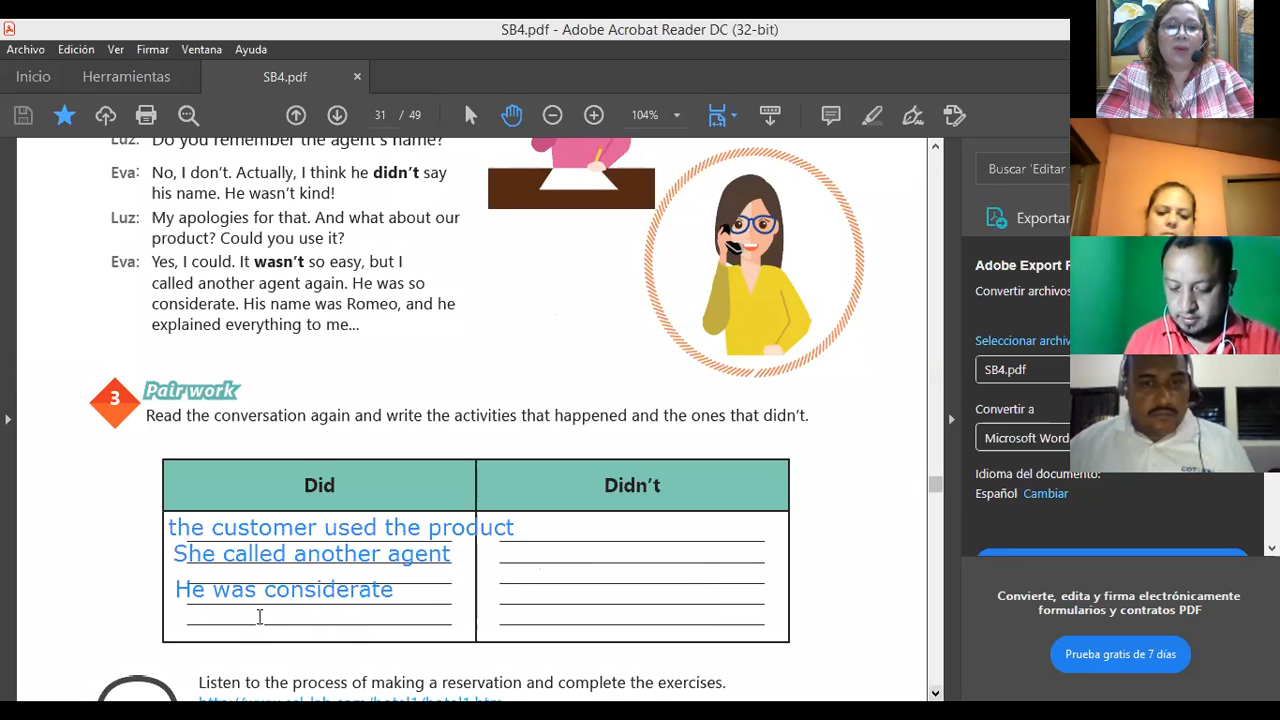 SB4.pdf - Adobe Acrobat Reader DC (32-bit)
Archivo Edición Ver Firmar Ventana Ayuda
Inicio Herramientas SB4.pdf ×
31 / 49 104%
Luz: Do you remember the agent's name?
Eva: No, I don't. Actually, I think he didn't say
his name. He wasn't kind!
Luz: My apologies for that. And what about our
product? Could you use it?
Eva: Yes, I could. It wasn't so easy, but I
called another agent again. He was so
considerate. His name was Romeo, and he
explained everything to me...
3 Pair work
Read the conversation again and write the activities that happened and the ones that didn't.
Did Didn't
the customer used the product
She called another agent
He was considerate
Listen to the process of making a reservation and complete the exercises.
Buscar 'Editar
Exportar
Adobe Export
Convertir archivos
Seleccionar archiv
SB4.pdf
Convertir a
Microsoft Word
Idioma del documento:
Español Cambiar
Convierte, edita y firma electrónicamente
formularios y contratos PDF
Prueba gratis de 7 días